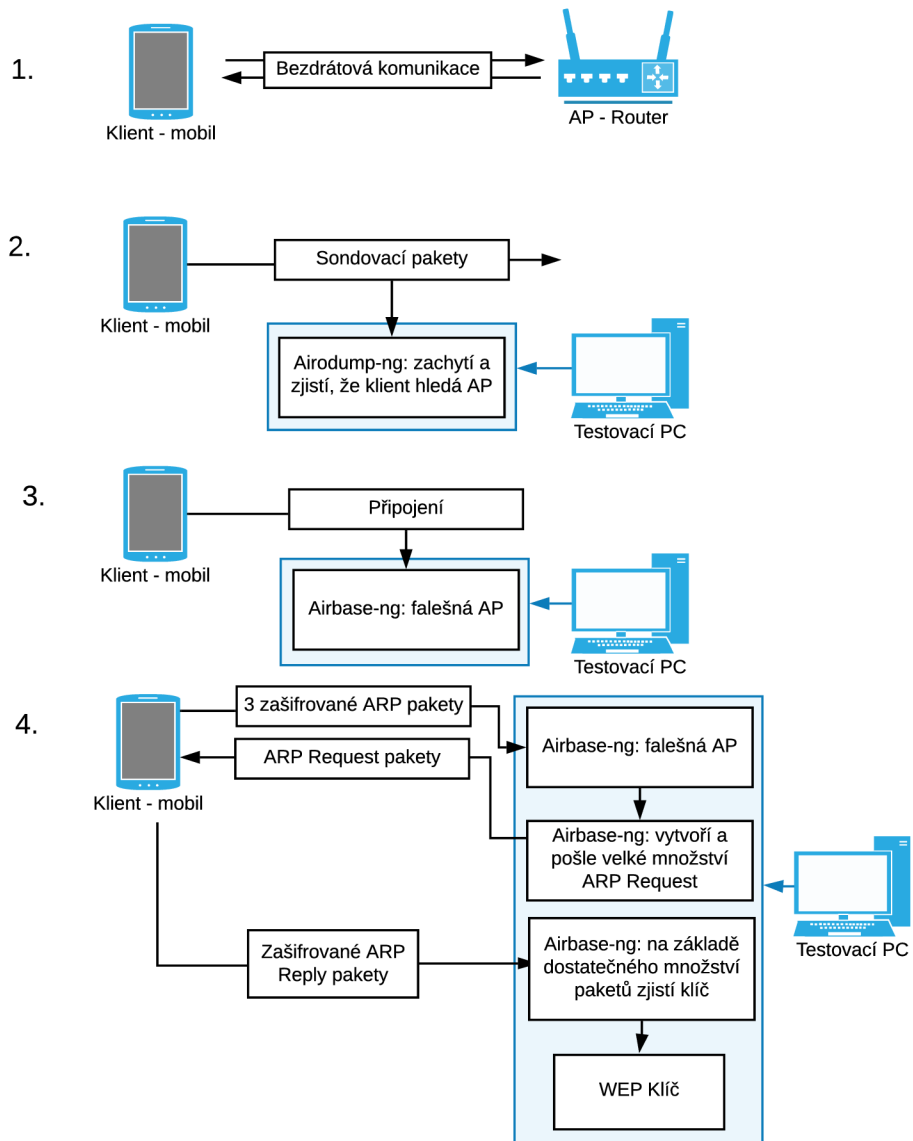 1.
Bezdrátová komunikace
Klient - mobil
AP - Router
2.
Sondovací pakety
Klient - mobil
Airodump-ng: zachytí a
zjistí, že klient hledá AP
Testovací PC
3.
Připojení
Klient - mobil
Airbase-ng: falešná AP
Testovací PC
4.
3 zašifrované ARP pakety
ARP Request pakety
Klient - mobil
Airbase-ng: falešná AP
Airbase-ng: vytvoří a
pošle velké množství
ARP Request
Testovací PC
Zašifrované ARP
Reply pakety
Airbase-ng: na základě
dostatečného množství
paketů zjistí klíč
WEP Klíč